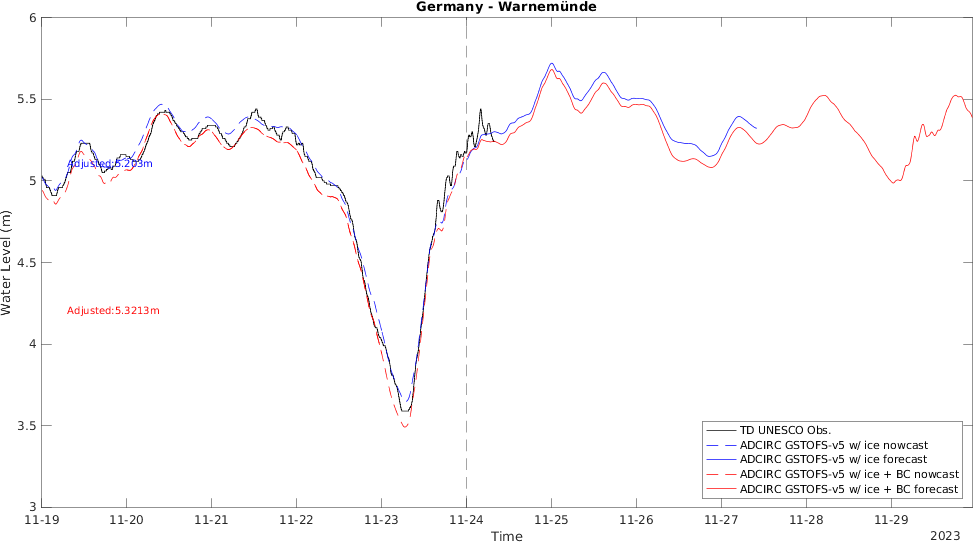 Germany - Warnemünde
6
5.5
5
4.5
4
3.5
3
Water Level (m)
Adjusted:5.203m
Adjusted:5.3213m
TD UNESCO Obs.
ADCIRC GSTOFS-v5 w/ ice nowcast
ADCIRC GSTOFS-v5 w/ ice forecast
ADCIRC GSTOFS-v5 w/ ice + BC nowcast
ADCIRC GSTOFS-v5 w/ ice + BC forecast
11-19 11-20 11-21 11-22 11-23 11-24 11-25 11-26 11-27 11-28 11-29
Time
2023